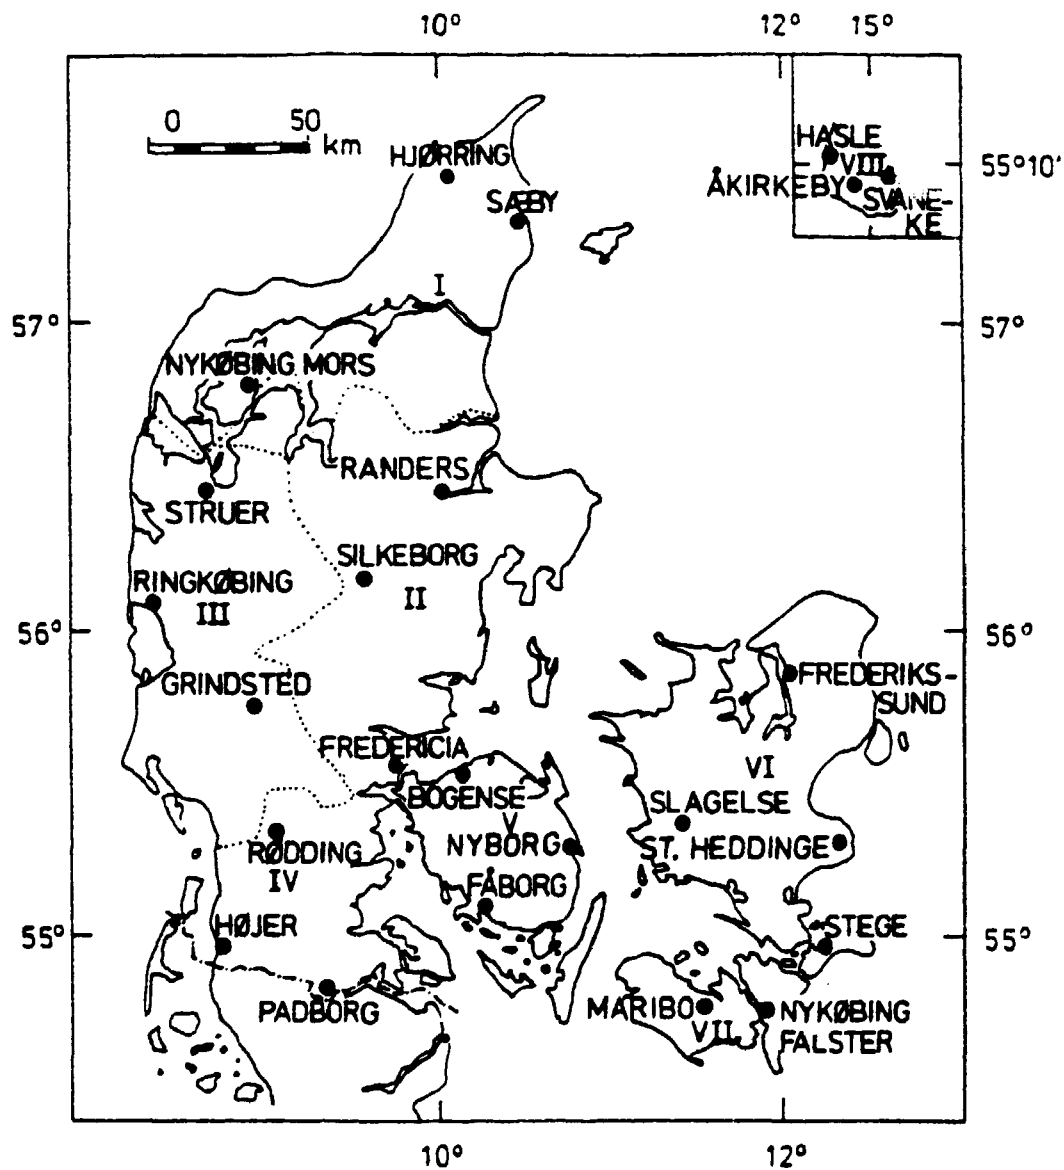 10° 12° 15°
0 50 km
HJØRRING
SÆBY
HASLE
VIII
ÅKIRKEBY
SVANE-
KE
55°10'
I
57° 57°
NYKØBING MORS
RANDERS
STRUER
SILKEBORG
II
RINGKØBING
III
56° 56°
GRINDSTED
FREDERIKS-
SUND
FREDERICIA
BOGENSE
V
VI
SLAGELSE
NYBORG
ST. HEDDINGE
RØDDING
IV
FÅBORG
HØJER
STEGE
55° 55°
PADBORG
MARIBO
VII
NYKØBING
FALSTER
10° 12°